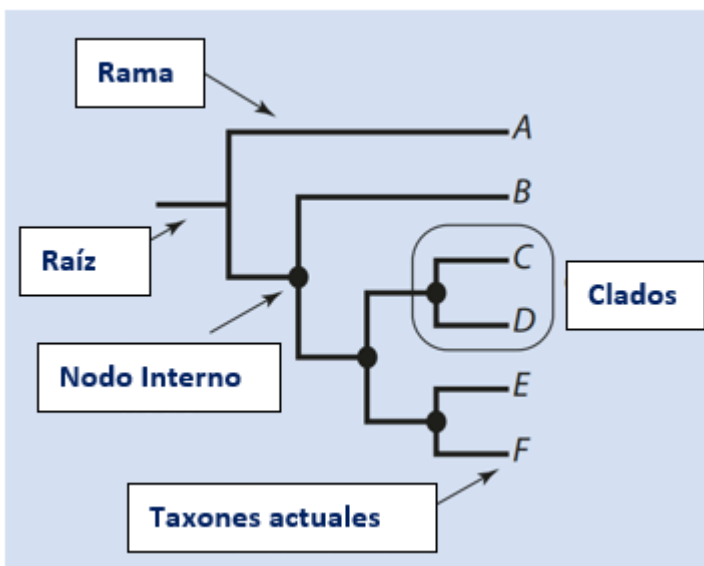 Rama
A
B
Raíz
C
Clados
D
Nodo Interno
E
F
Taxones actuales